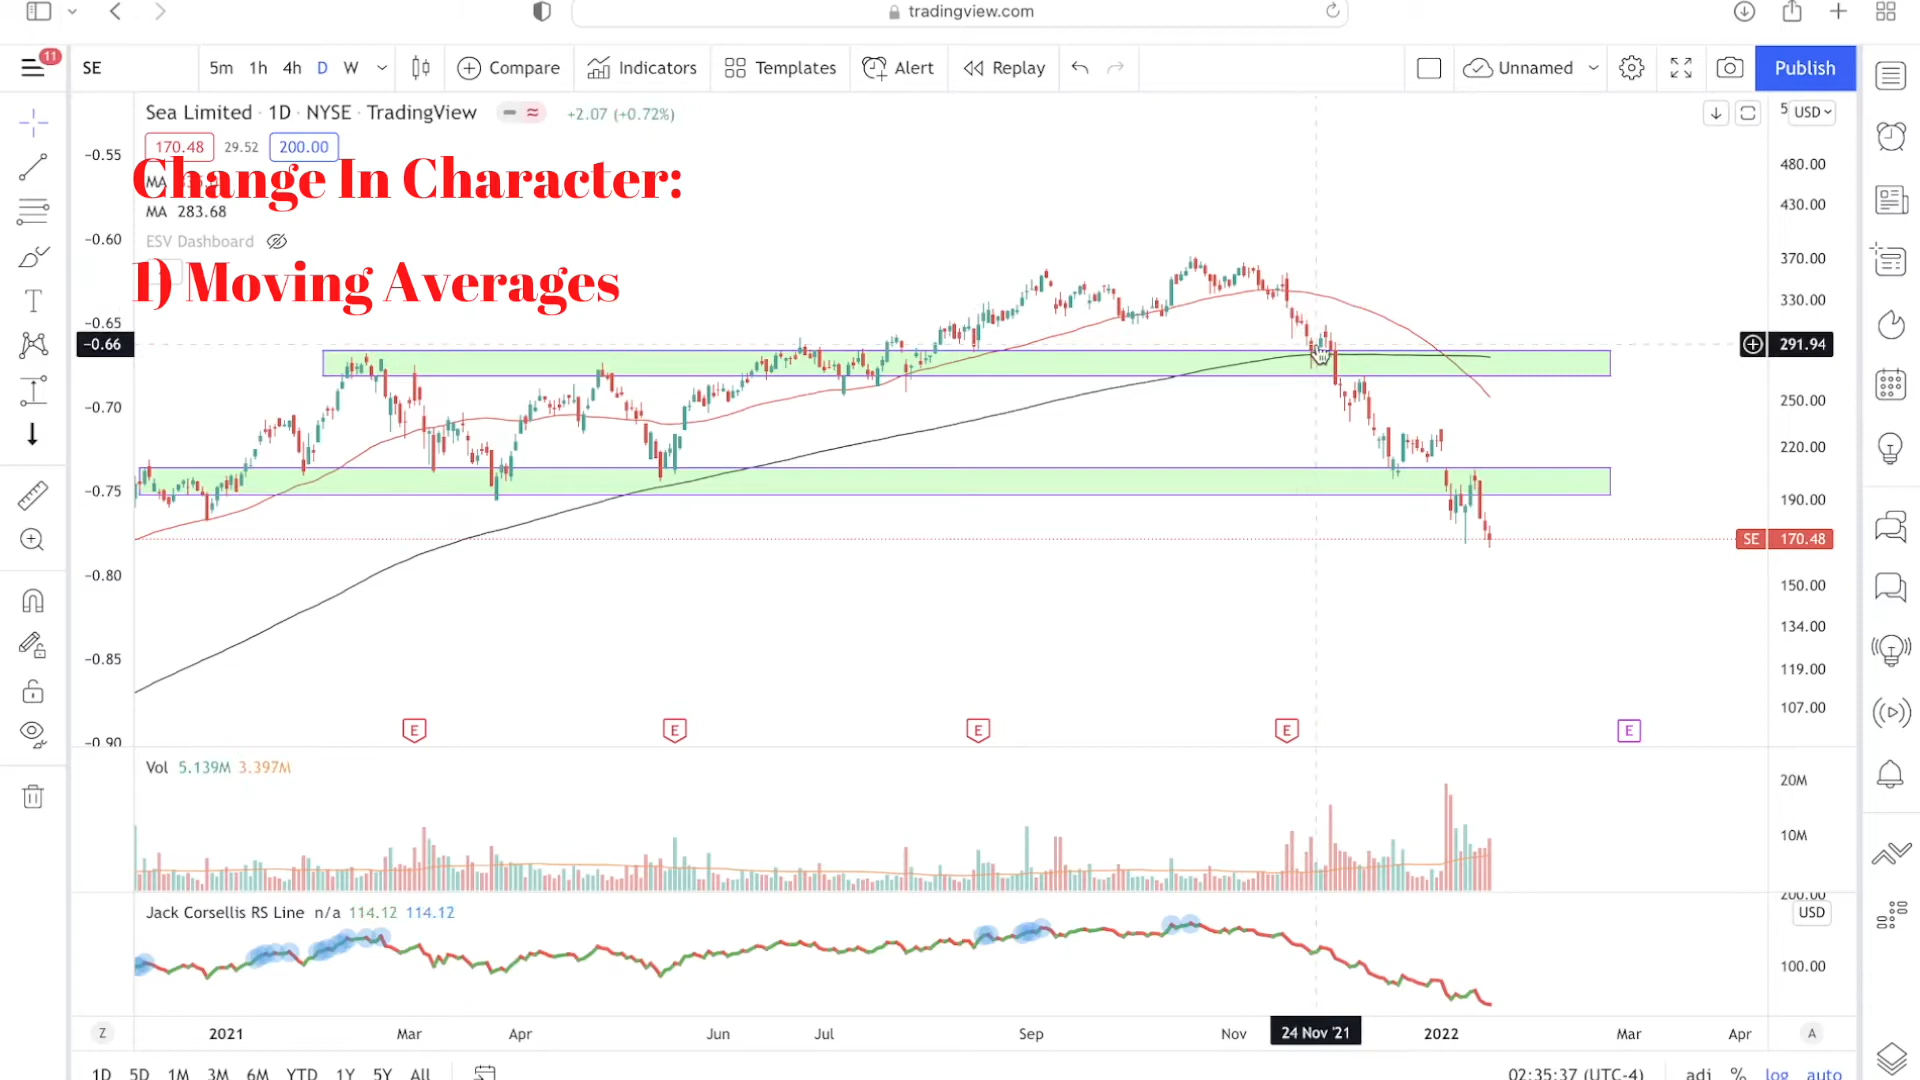 tradingview.com
11
SE 5m 1h 4h D W Compare Indicators Templates Alert Replay Unnamed Publish
Sea Limited · 1D · NYSE · TradingView +2.07 (+0.72%)
USD
170.48 29.52 200.00
Change In Character:
MA
MA 283.68
ESV Dashboard
1) Moving Averages
−0.55
−0.60
−0.65
−0.66
−0.70
−0.75
−0.80
−0.85
−0.90
480.00
430.00
370.00
330.00
291.94
250.00
220.00
190.00
SE 170.48
150.00
134.00
119.00
107.00
E E E E E
Vol 5.139M 3.397M
20M
10M
Jack Corsellis RS Line n/a 114.12 114.12
200.00
USD
100.00
Z 2021 Mar Apr Jun Jul Sep Nov 24 Nov '21 2022 Mar Apr A
1D 5D 1M 3M 6M YTD 1Y 5Y All 02:35:37 (UTC-4) adj % log auto